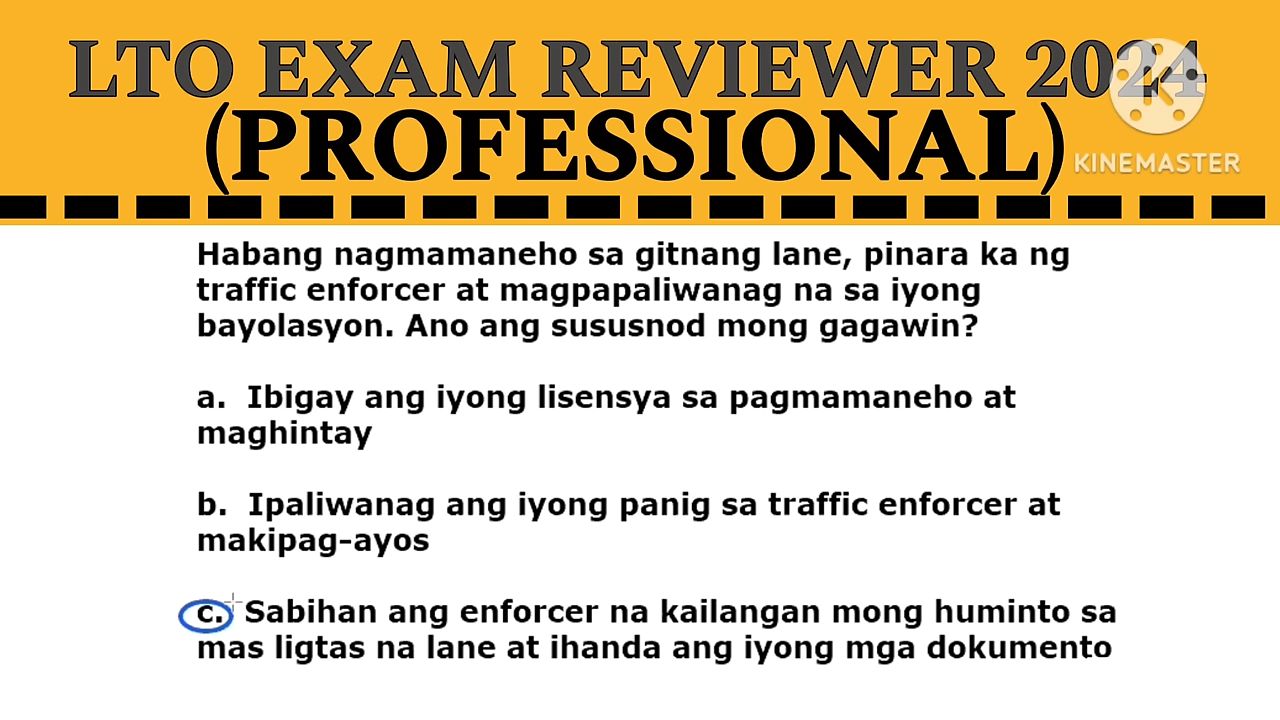 LTO EXAM REVIEWER 2024
(PROFESSIONAL)
KINEMASTER
Habang nagmamaneho sa gitnang lane, pinara ka ng
traffic enforcer at magpapaliwanag na sa iyong
bayolasyon. Ano ang sususnod mong gagawin?
a. Ibigay ang iyong lisensya sa pagmamaneho at
maghintay
b. Ipaliwanag ang iyong panig sa traffic enforcer at
makipag-ayos
c. Sabihan ang enforcer na kailangan mong huminto sa
mas ligtas na lane at ihanda ang iyong mga dokumento